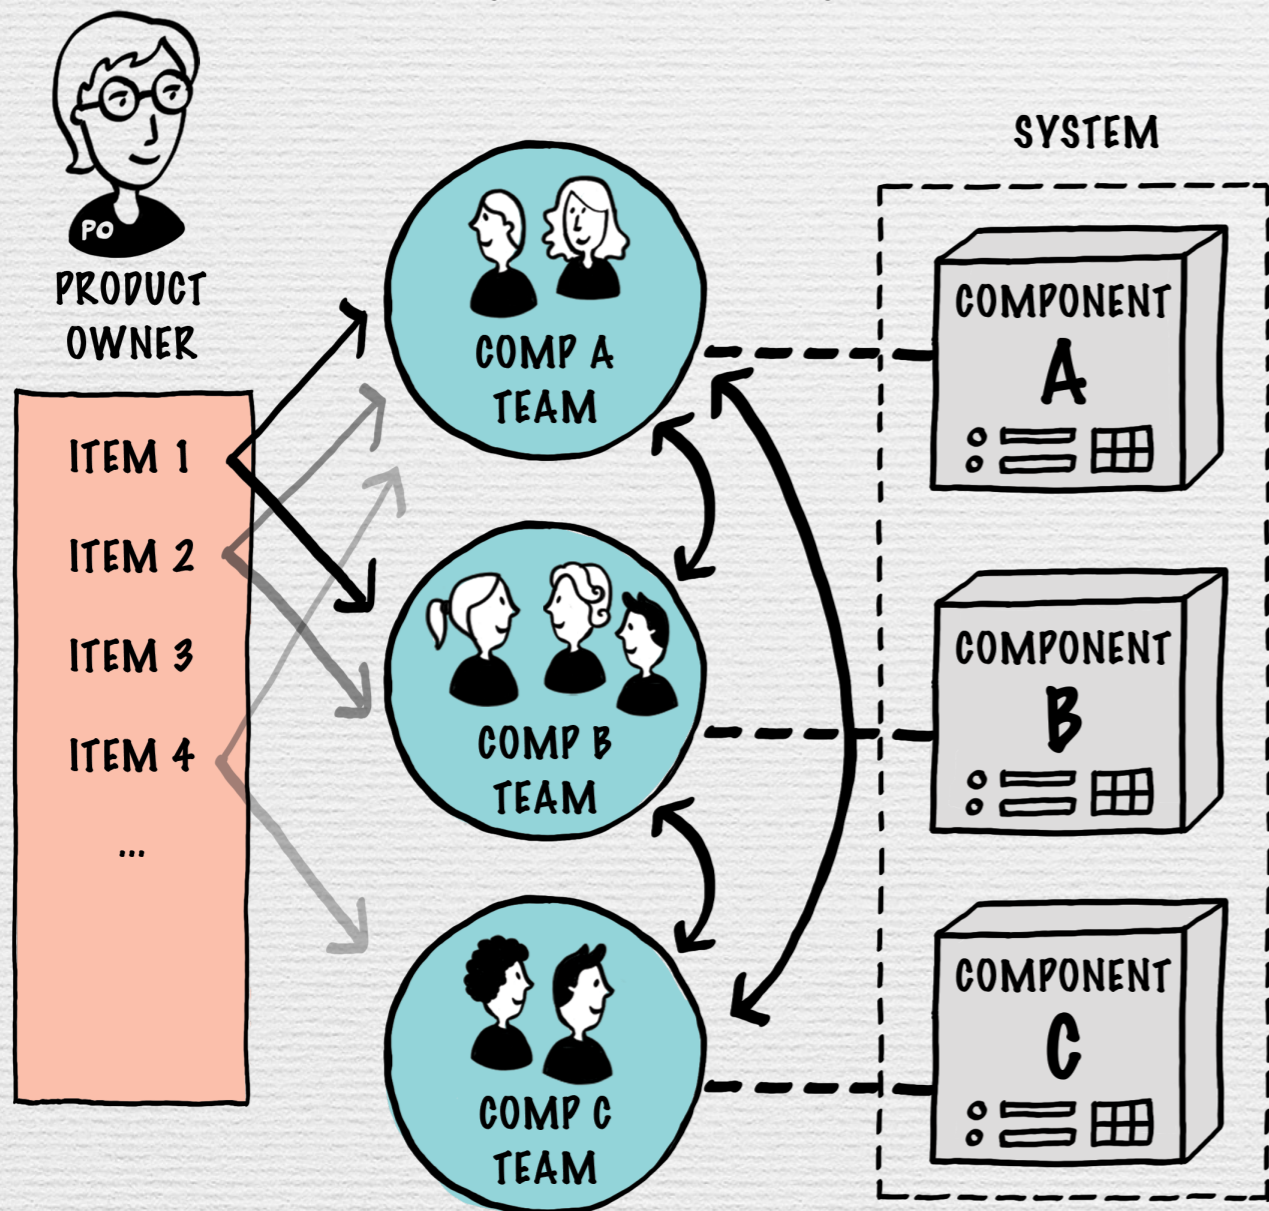 PO
PRODUCT
OWNER
ITEM 1
ITEM 2
ITEM 3
ITEM 4
...
COMP A
TEAM
COMP B
TEAM
COMP C
TEAM
SYSTEM
COMPONENT
A
COMPONENT
B
COMPONENT
C